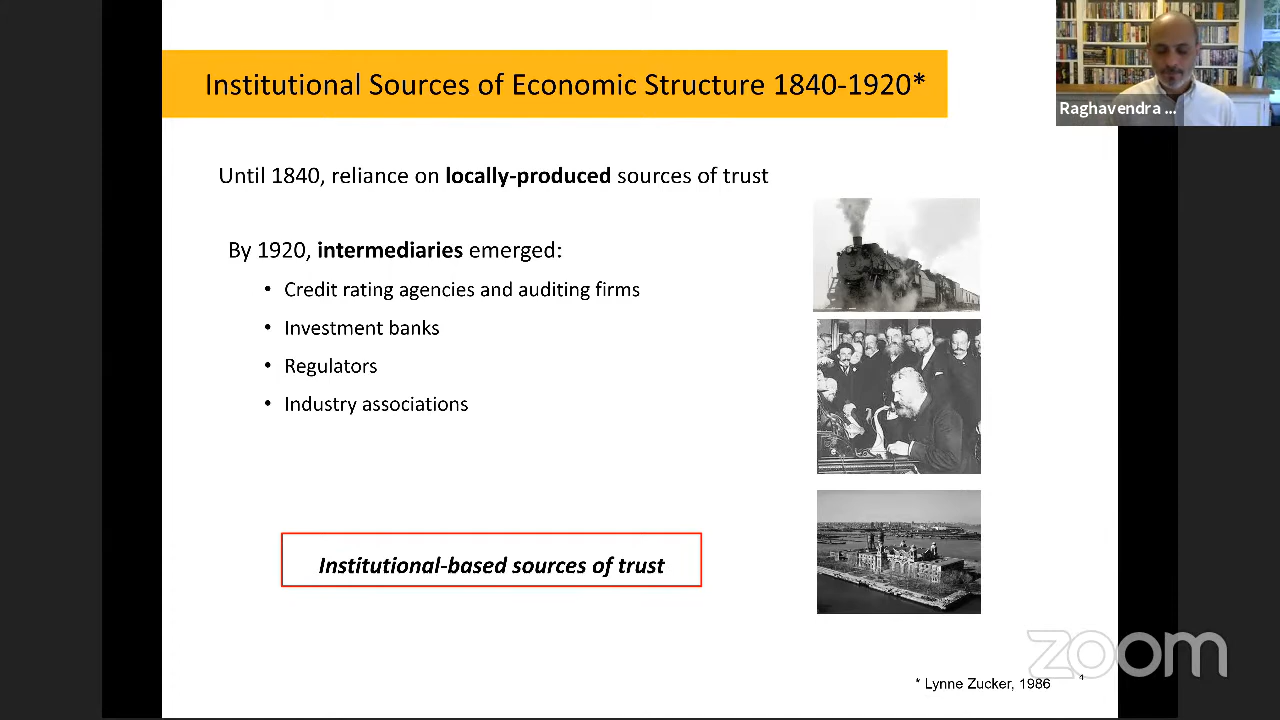 Institutional Sources of Economic Structure 1840-1920*
Raghavendra ...
Until 1840, reliance on locally-produced sources of trust
By 1920, intermediaries emerged:
• Credit rating agencies and auditing firms
• Investment banks
• Regulators
• Industry associations
Institutional-based sources of trust
zoom
* Lynne Zucker, 1986
4